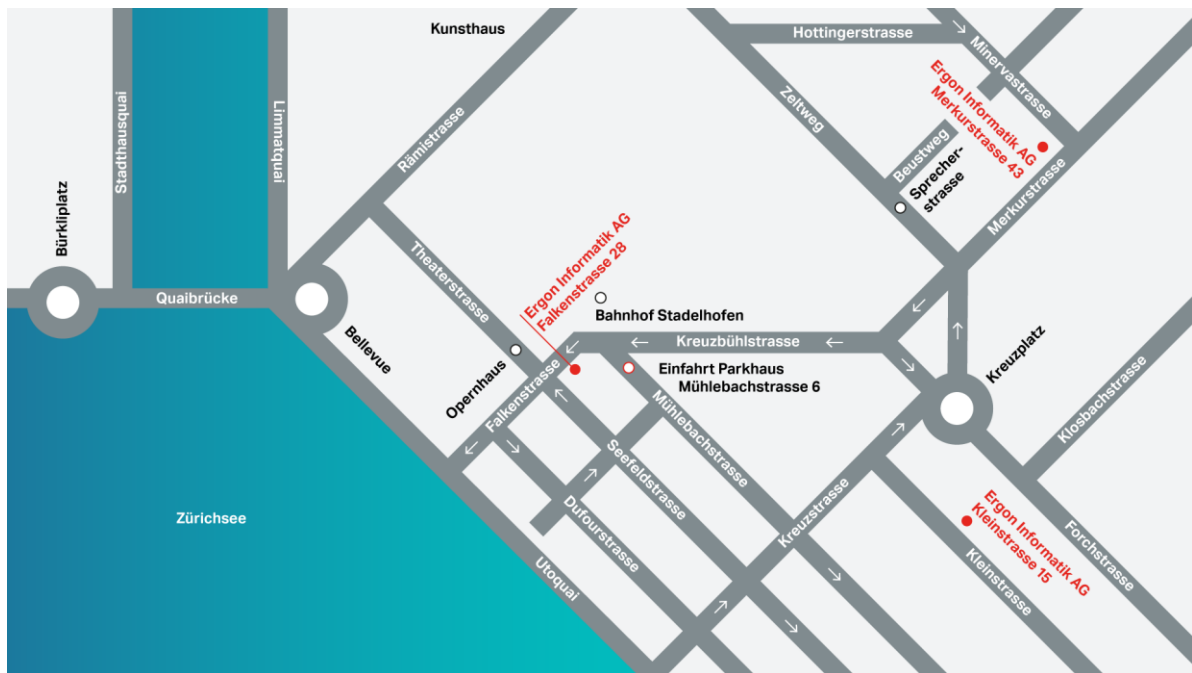 Kunsthaus
Hottingerstrasse
Minervastrasse
Stadthausquai
Limmatquai
Rämistrasse
Zeltweg
Ergon Informatik AG
Merkurstrasse 43
Beustweg
Sprecher-
strasse
Merkurstrasse
Bürkliplatz
Quaibrücke
Theaterstrasse
Ergon Informatik AG
Falkenstrasse 28
Bahnhof Stadelhofen
Bellevue
Kreuzbühlstrasse
Kreuzplatz
Opernhaus
Falkenstrasse
Einfahrt Parkhaus
Mühlebachstrasse 6
Mühlebachstrasse
Klosbachstrasse
Seefeldstrasse
Zürichsee
Dufourstrasse
Kreuzstrasse
Utoquai
Ergon Informatik AG
Kleinstrasse 15
Kleinstrasse
Forchstrasse